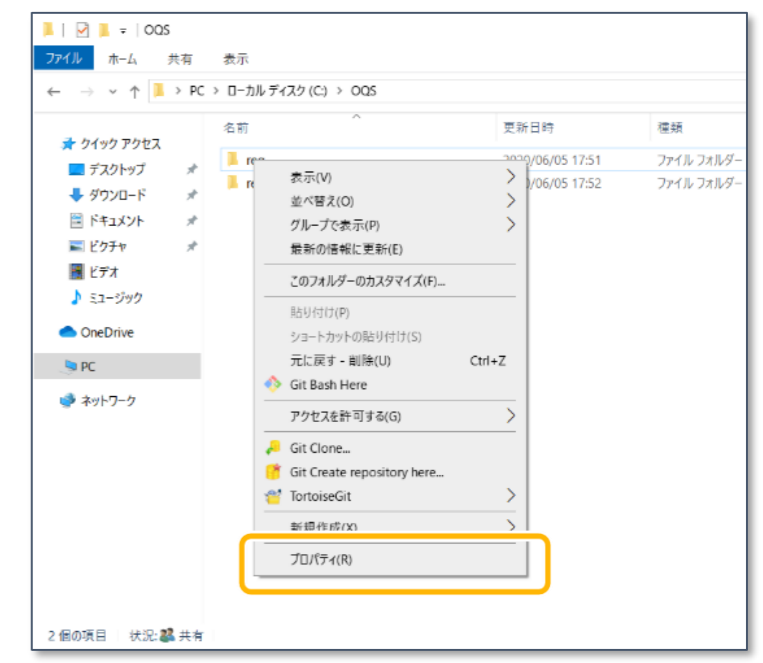 OQS
ファイル ホーム 共有 表示
PC > ローカル ディスク (C:) > OQS
名前 更新日時 種類
クイック アクセス
デスクトップ
ダウンロード
ドキュメント
ピクチャ
ビデオ
ミュージック
OneDrive
PC
ネットワーク
2020/06/05 17:51 ファイル フォルダー
/06/05 17:52 ファイル フォルダー
表示(V)
並べ替え(O)
グループで表示(P)
最新の情報に更新(E)
このフォルダーのカスタマイズ(F)...
貼り付け(P)
ショートカットの貼り付け(S)
元に戻す - 削除(U) Ctrl+Z
Git Bash Here
アクセスを許可する(G)
Git Clone...
Git Create repository here...
TortoiseGit
新規作成(X)
プロパティ(R)
2 個の項目 状況: 共有